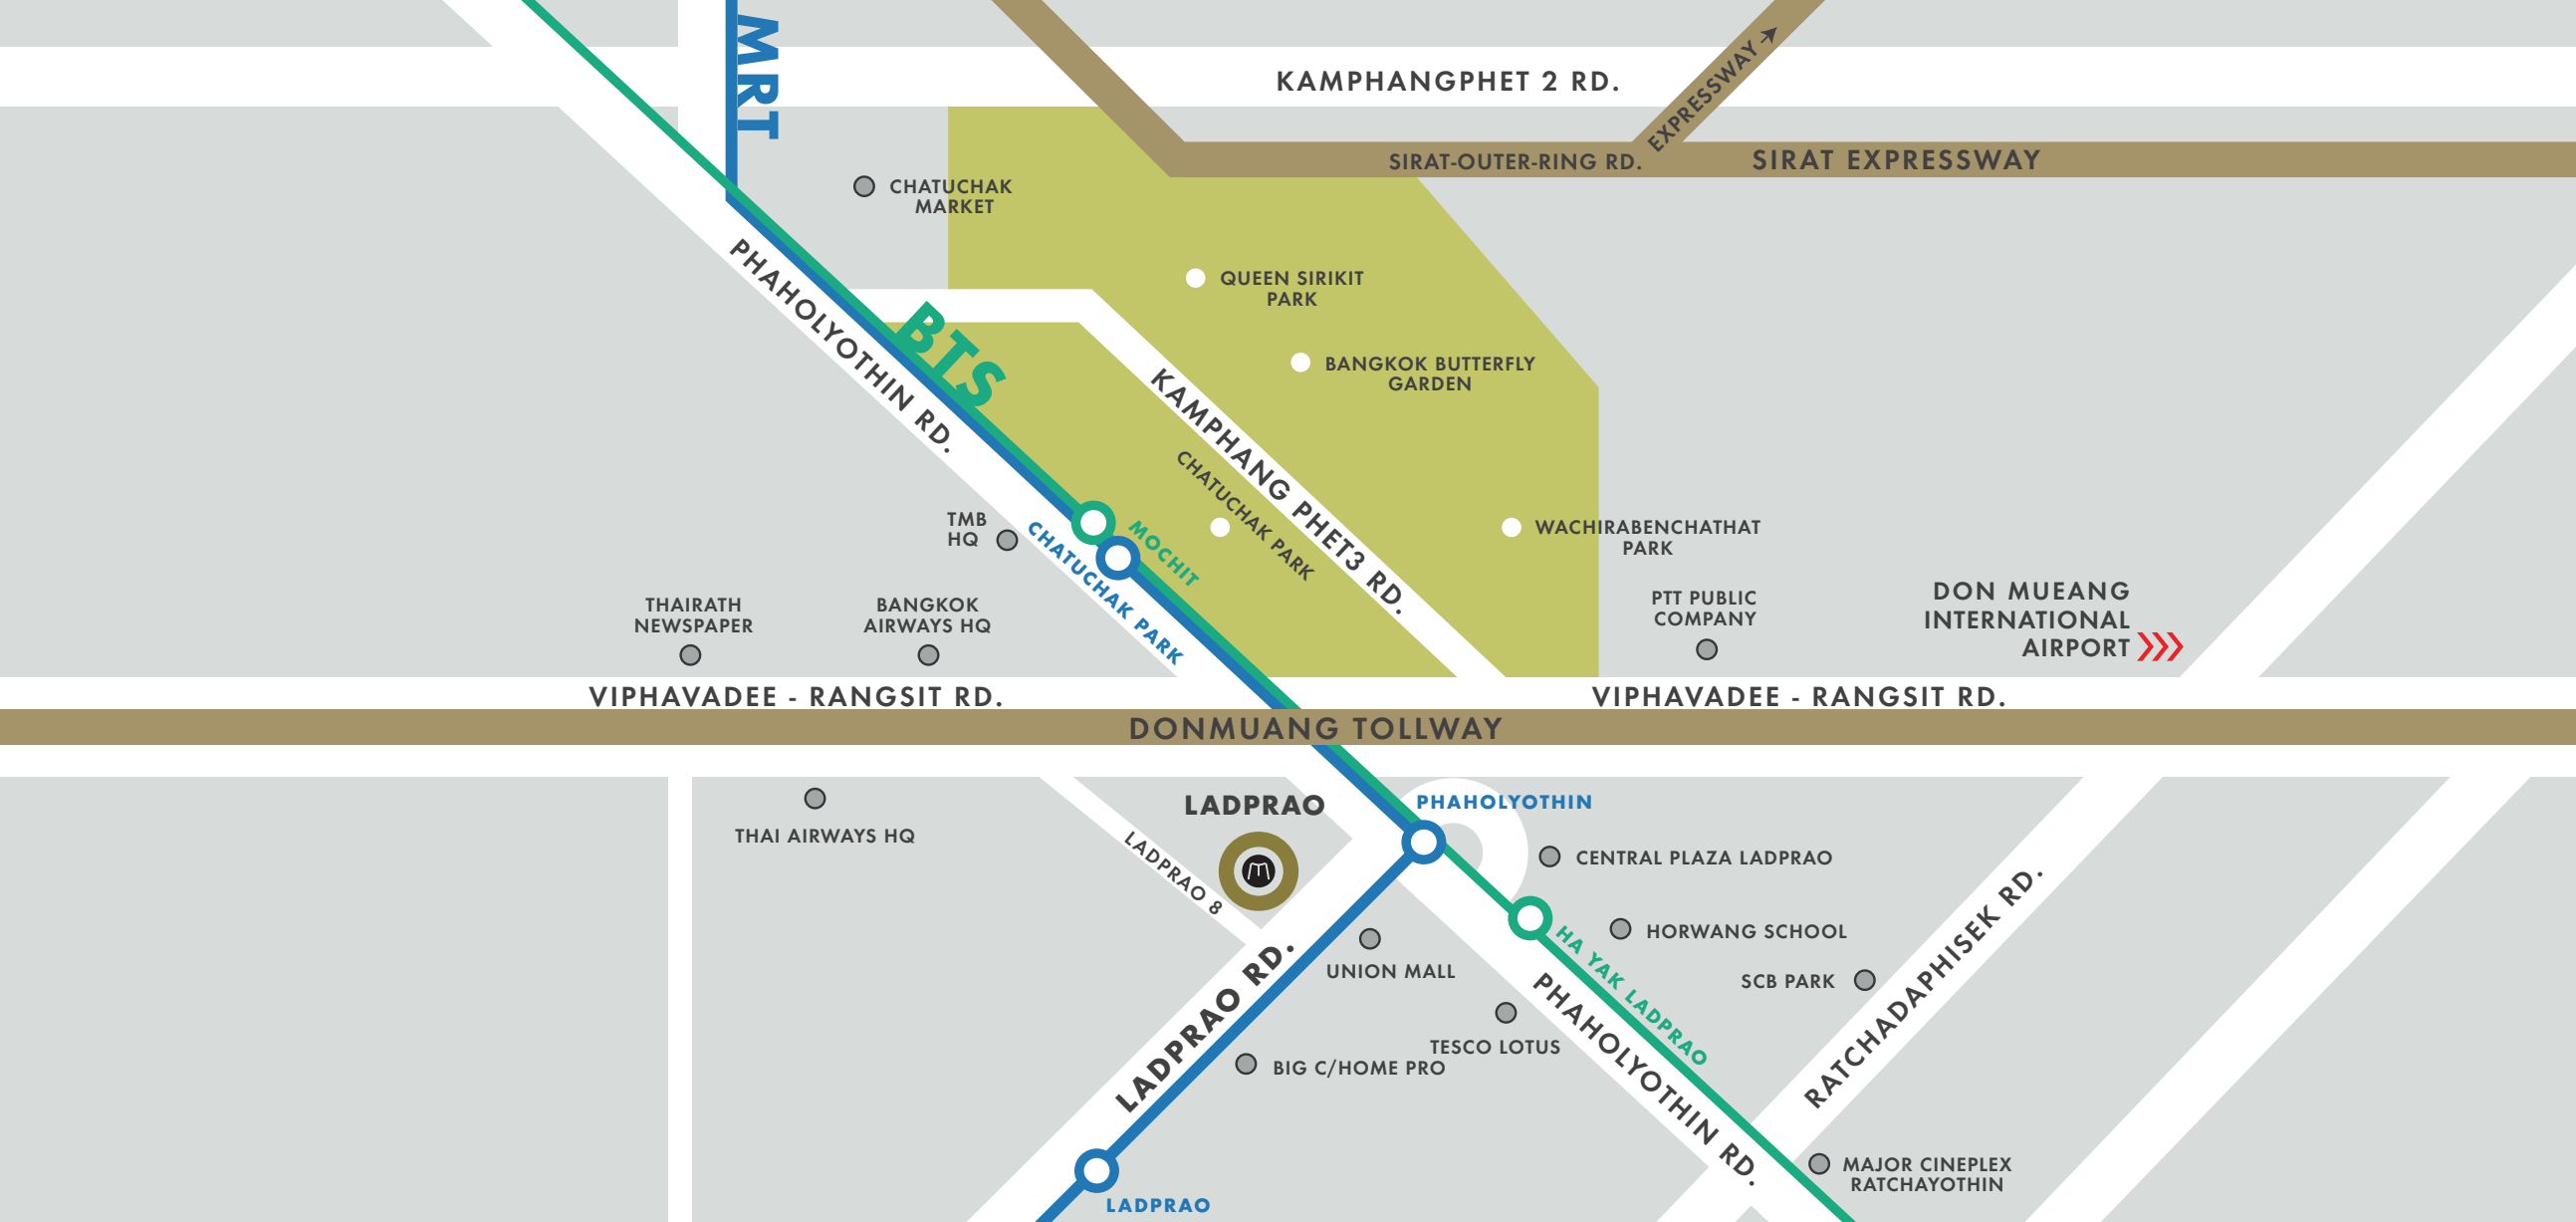 MRT
KAMPHANGPHET 2 RD.
EXPRESSWAY
SIRAT-OUTER-RING RD.
SIRAT EXPRESSWAY
CHATUCHAK
MARKET
PHAHOLYOTHIN RD.
BTS
QUEEN SIRIKIT
PARK
BANGKOK BUTTERFLY
GARDEN
KAMPHANG PHET3 RD.
CHATUCHAK PARK
TMB
HQ
CHATUCHAK PARK
MOCHIT
WACHIRABENCHATHAT
PARK
THAIRATH
NEWSPAPER
BANGKOK
AIRWAYS HQ
PTT PUBLIC
COMPANY
DON MUEANG
INTERNATIONAL
AIRPORT
VIPHAVADEE - RANGSIT RD.
VIPHAVADEE - RANGSIT RD.
DONMUANG TOLLWAY
THAI AIRWAYS HQ
LADPRAO
LADPRAO 8
PHAHOLYOTHIN
CENTRAL PLAZA LADPRAO
HORWANG SCHOOL
HA YAK LADPRAO
SCB PARK
RATCHADAPHISEK RD.
UNION MALL
LADPRAO RD.
TESCO LOTUS
BIG C/HOME PRO
PHAHOLYOTHIN RD.
MAJOR CINEPLEX
RATCHAYOTHIN
LADPRAO